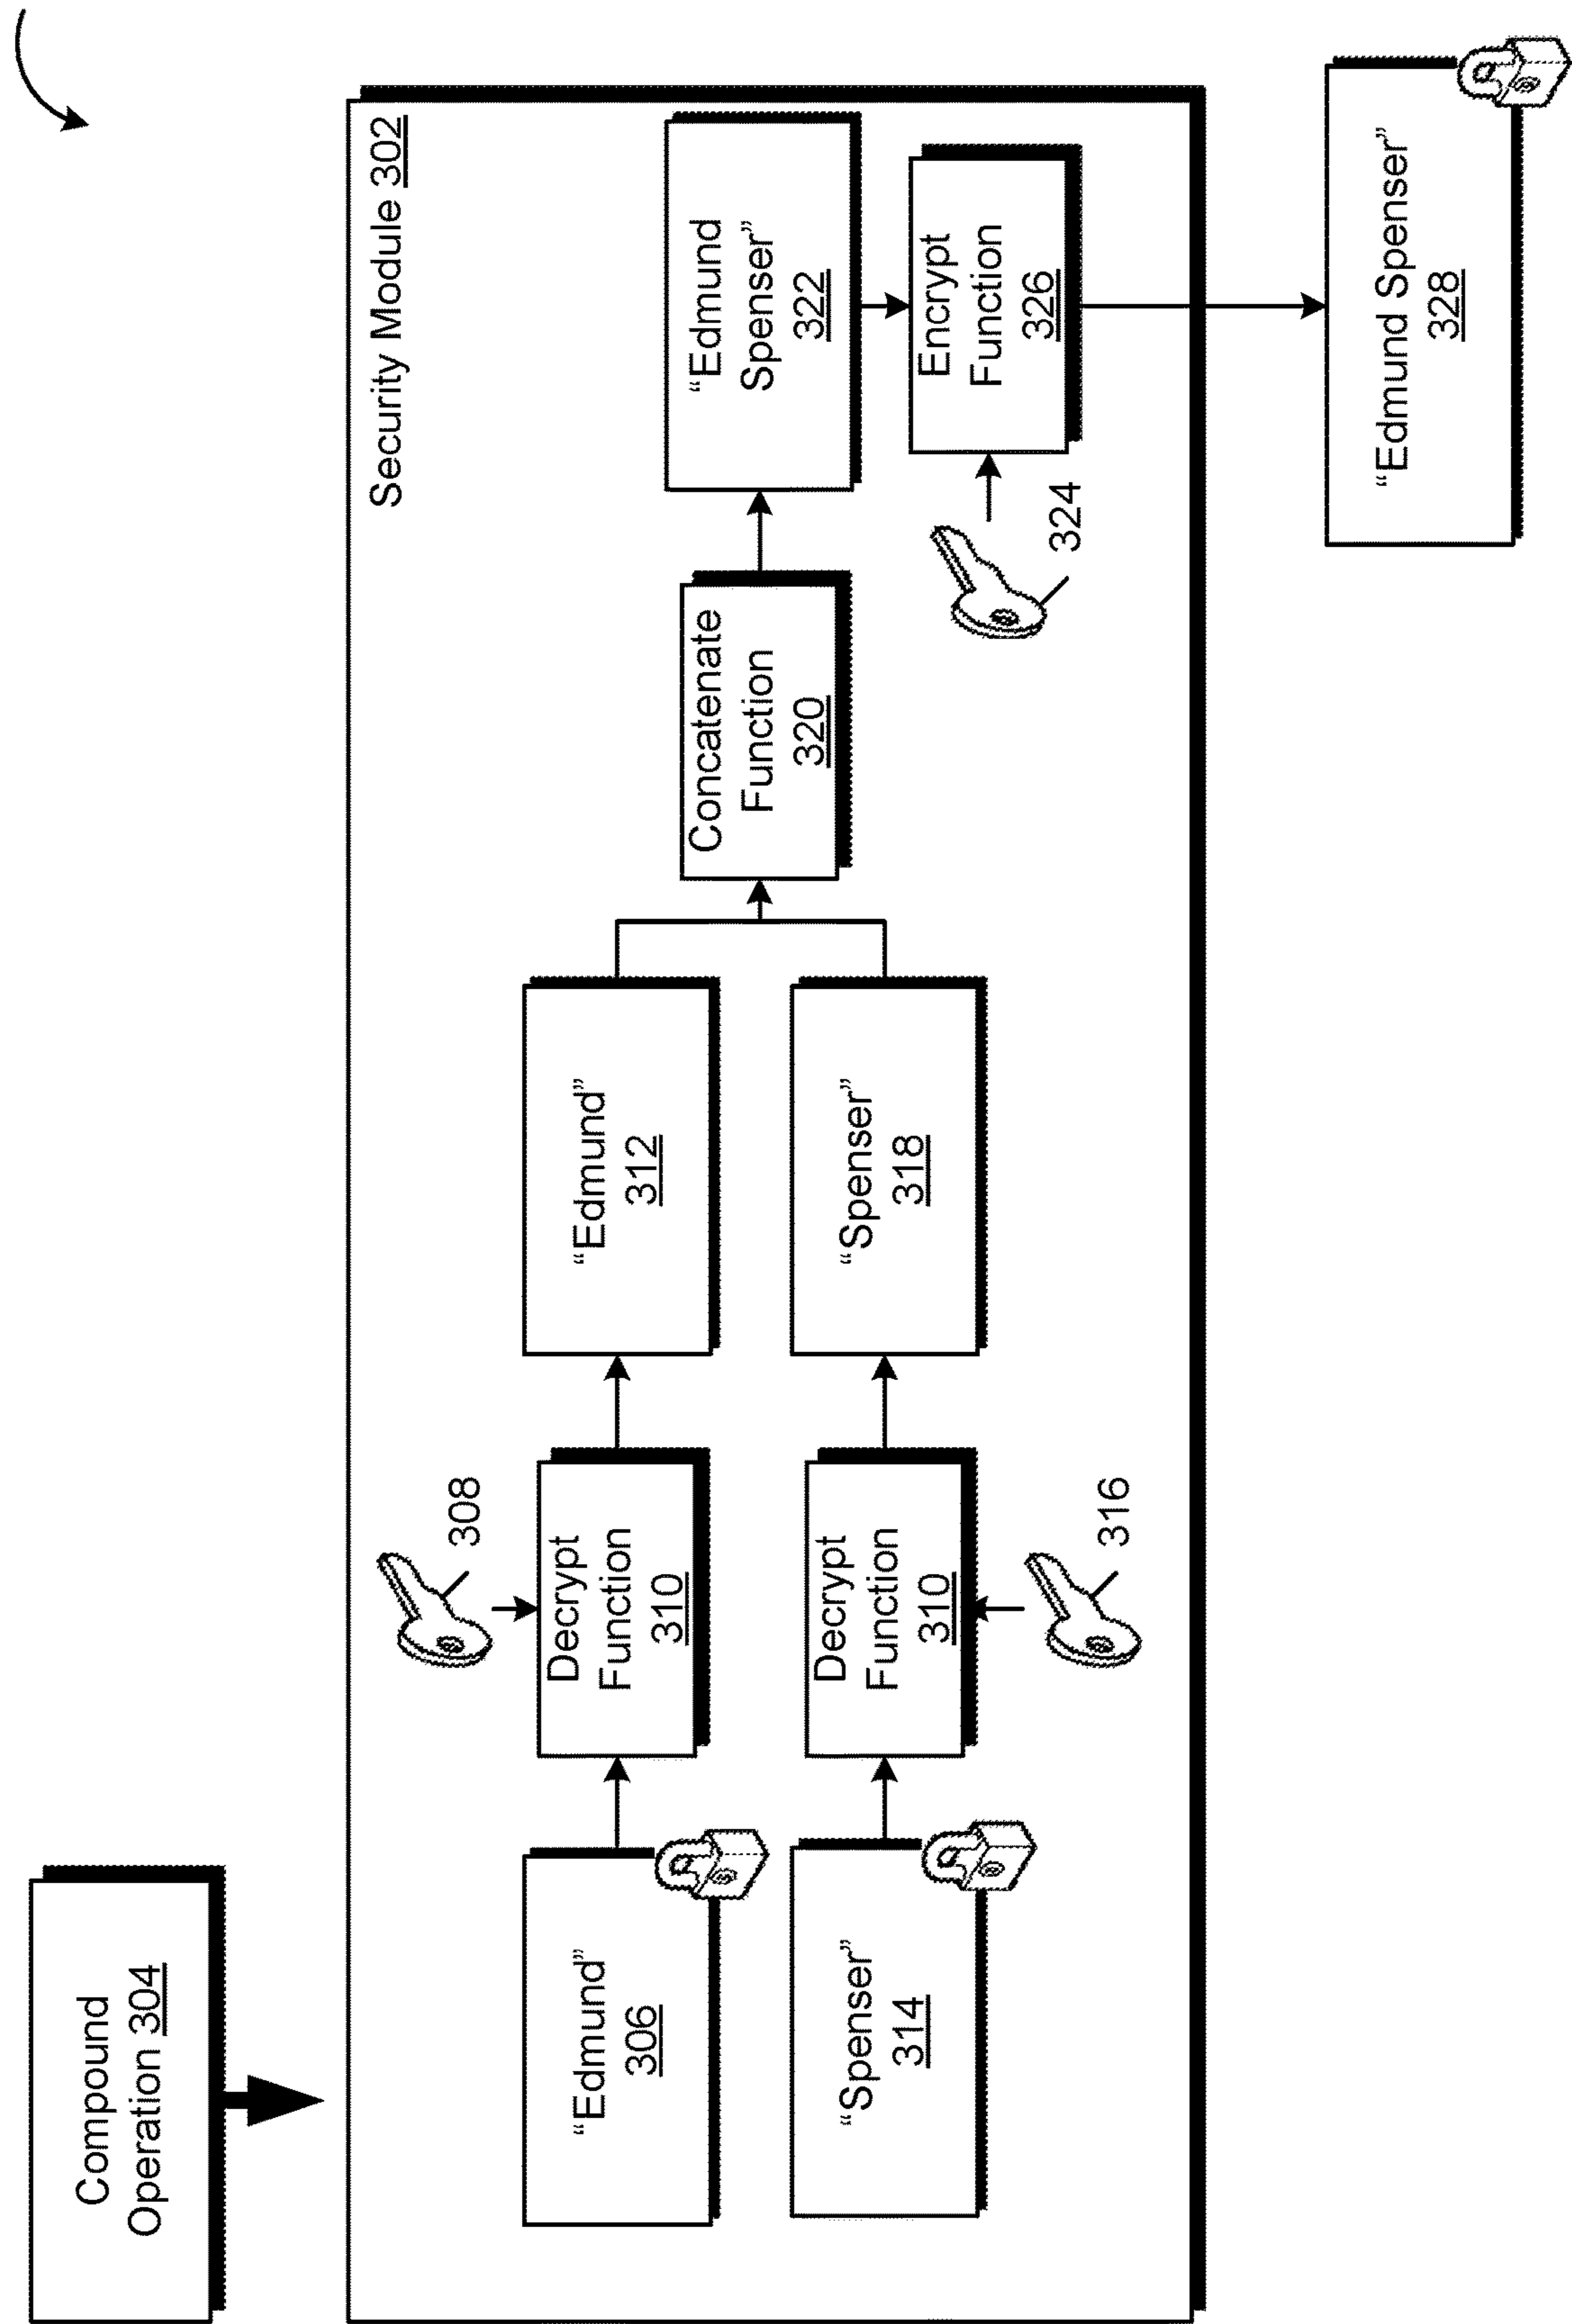 Compound
Operation 304
Security Module 302
“Edmund”
306
308
Decrypt
Function
310
“Edmund”
312
“Spenser”
314
Decrypt
Function
310
316
“Spenser”
318
Concatenate
Function
320
“Edmund
Spenser”
322
324
Encrypt
Function
326
“Edmund Spenser”
328